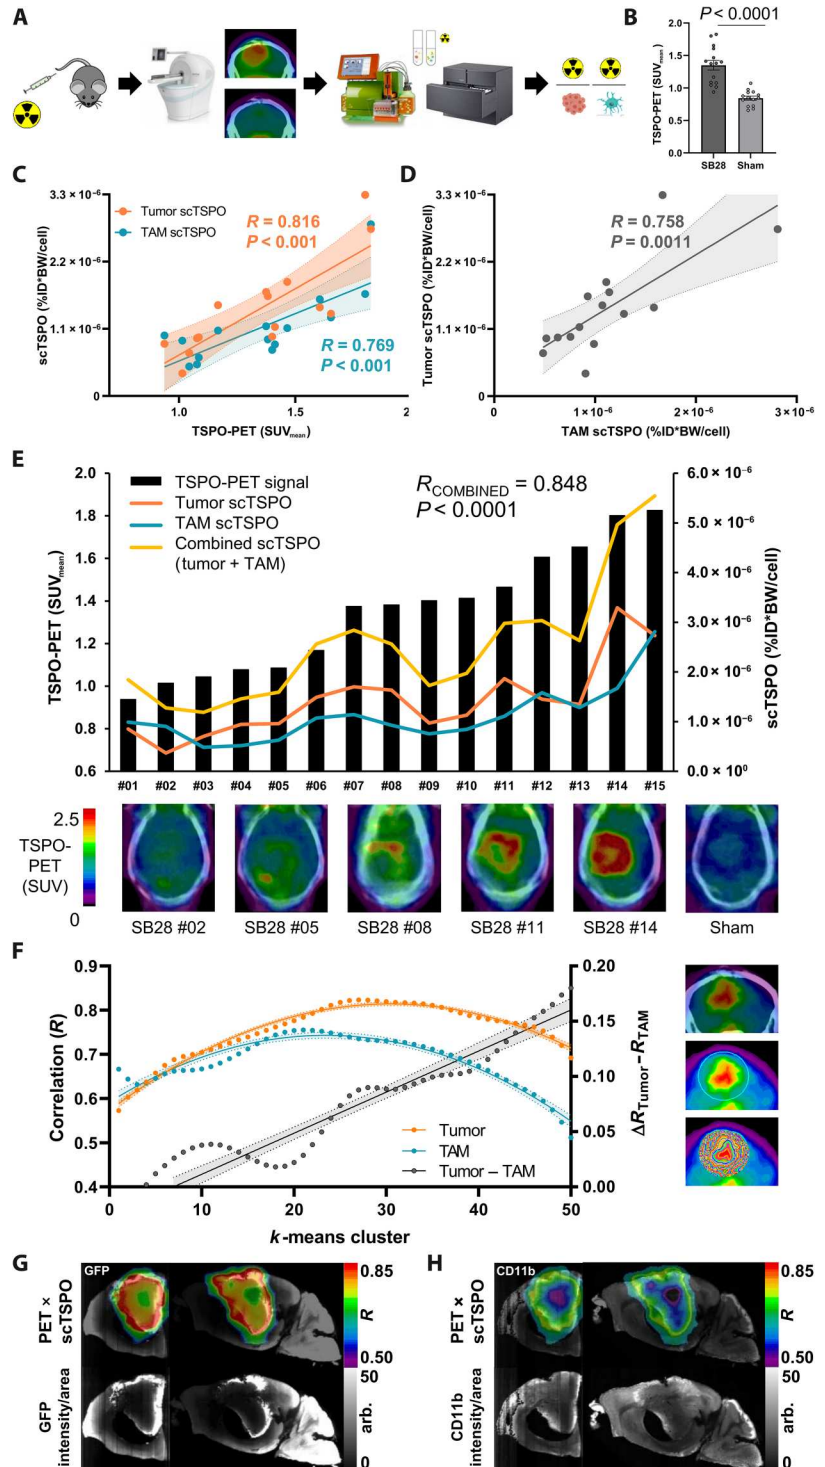 A
B
P < 0.0001
TSPO-PET (SUVmean)
2.0
1.5
1.0
0.5
0.0
SB28 Sham
C
scTSPO (%ID*BW/cell)
3.3 × 10⁻⁶
2.2 × 10⁻⁶
1.1 × 10⁻⁶
0
Tumor scTSPO
TAM scTSPO
R = 0.816
P < 0.001
R = 0.769
P < 0.001
1.0 1.5 2
TSPO-PET (SUVmean)
D
Tumor scTSPO (%ID*BW/cell)
3.3 × 10⁻⁶
2.2 × 10⁻⁶
1.1 × 10⁻⁶
0
R = 0.758
P = 0.0011
0 1 × 10⁻⁶ 2 × 10⁻⁶ 3 × 10⁻⁶
TAM scTSPO (%ID*BW/cell)
E
TSPO-PET (SUVmean)
2.0
1.8
1.6
1.4
1.2
1.0
0.8
0.6
TSPO-PET signal
Tumor scTSPO
TAM scTSPO
Combined scTSPO
(tumor + TAM)
RCOMBINED = 0.848
P < 0.0001
6.0 × 10⁻⁶
5.0 × 10⁻⁶
4.0 × 10⁻⁶
3.0 × 10⁻⁶
2.0 × 10⁻⁶
1.0 × 10⁻⁶
0.0 × 10⁰
scTSPO (%ID*BW/cell)
#01 #02 #03 #04 #05 #06 #07 #08 #09 #10 #11 #12 #13 #14 #15
2.5
TSPO-
PET
(SUV)
0
SB28 #02 SB28 #05 SB28 #08 SB28 #11 SB28 #14 Sham
F
Correlation (R)
0.9
0.8
0.7
0.6
0.5
0.4
Tumor
TAM
Tumor – TAM
0.20
0.15
0.10
0.05
0.00
ΔRTumor–RTAM
0 10 20 30 40 50
k-means cluster
G
PET ×
scTSPO
GFP
0.85
R
0.50
GFP
intensity/area
50
arb.
0
H
PET ×
scTSPO
CD11b
0.85
R
0.50
CD11b
intensity/area
50
arb.
0